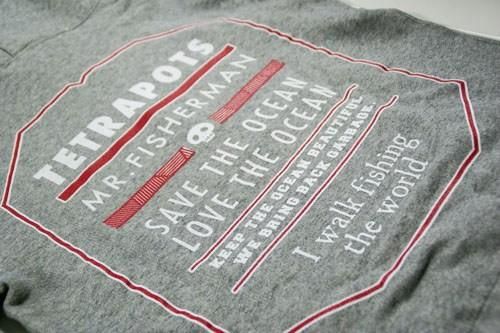 TETRAPOTS
MR.FISHERMAN
SAVE THE OCEAN
LOVE THE OCEAN
KEEP THE OCEAN BEAUTIFUL
WE BRING BACK GARBAGE.
I walk fishing
the world